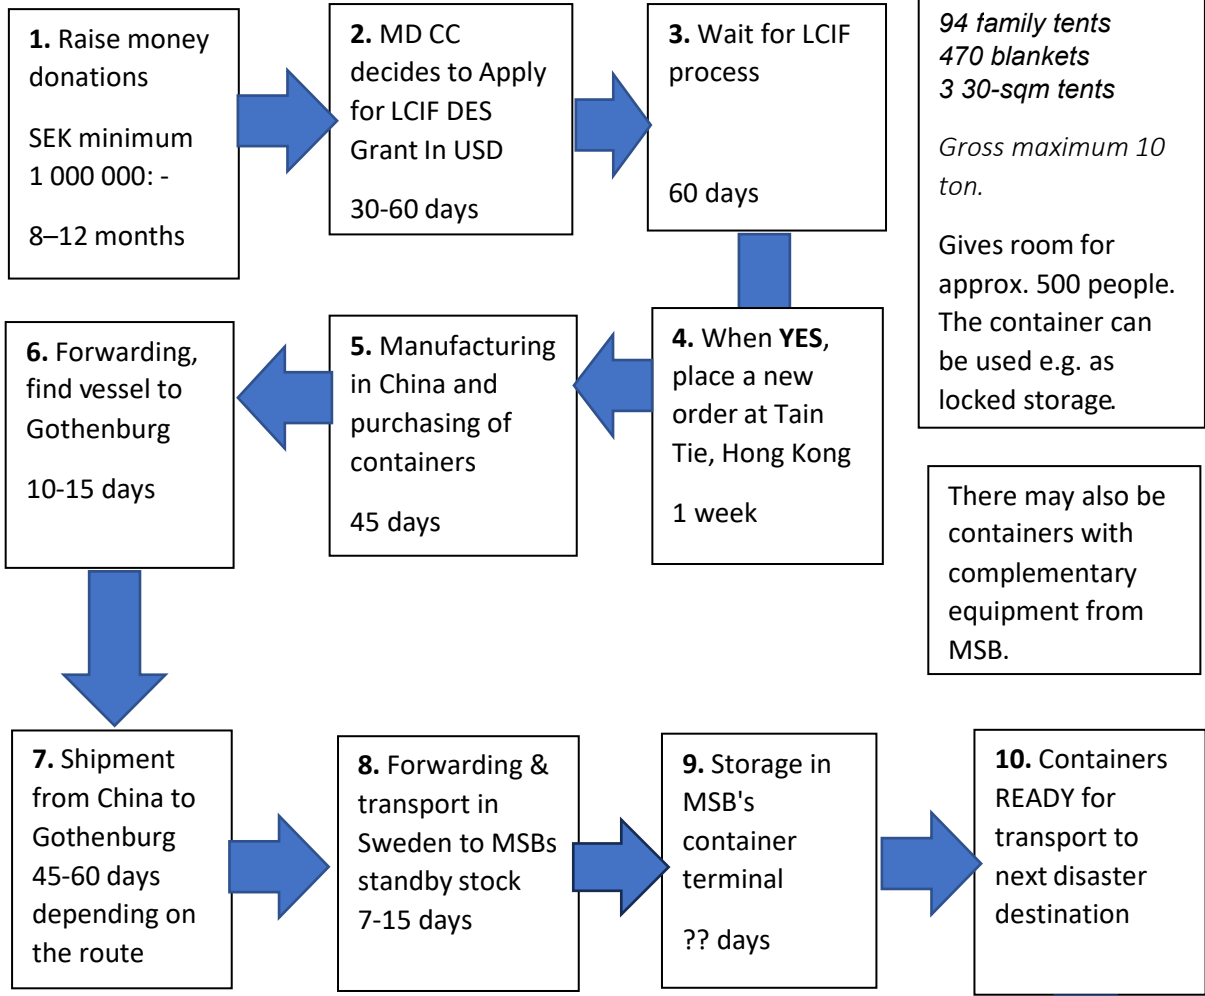 1. Raise money
donations
SEK minimum
1 000 000: -
8–12 months
2. MD CC
decides to Apply
for LCIF DES
Grant In USD
30-60 days
3. Wait for LCIF
process
60 days
94 family tents
470 blankets
3 30-sqm tents
Gross maximum 10
ton.
Gives room for
approx. 500 people.
The container can
be used e.g. as
locked storage.
4. When YES,
place a new
order at Tain
Tie, Hong Kong
1 week
5. Manufacturing
in China and
purchasing of
containers
45 days
6. Forwarding,
find vessel to
Gothenburg
10-15 days
There may also be
containers with
complementary
equipment from
MSB.
7. Shipment
from China to
Gothenburg
45-60 days
depending on
the route
8. Forwarding &
transport in
Sweden to MSBs
standby stock
7-15 days
9. Storage in
MSB's
container
terminal
?? days
10. Containers
READY for
transport to
next disaster
destination